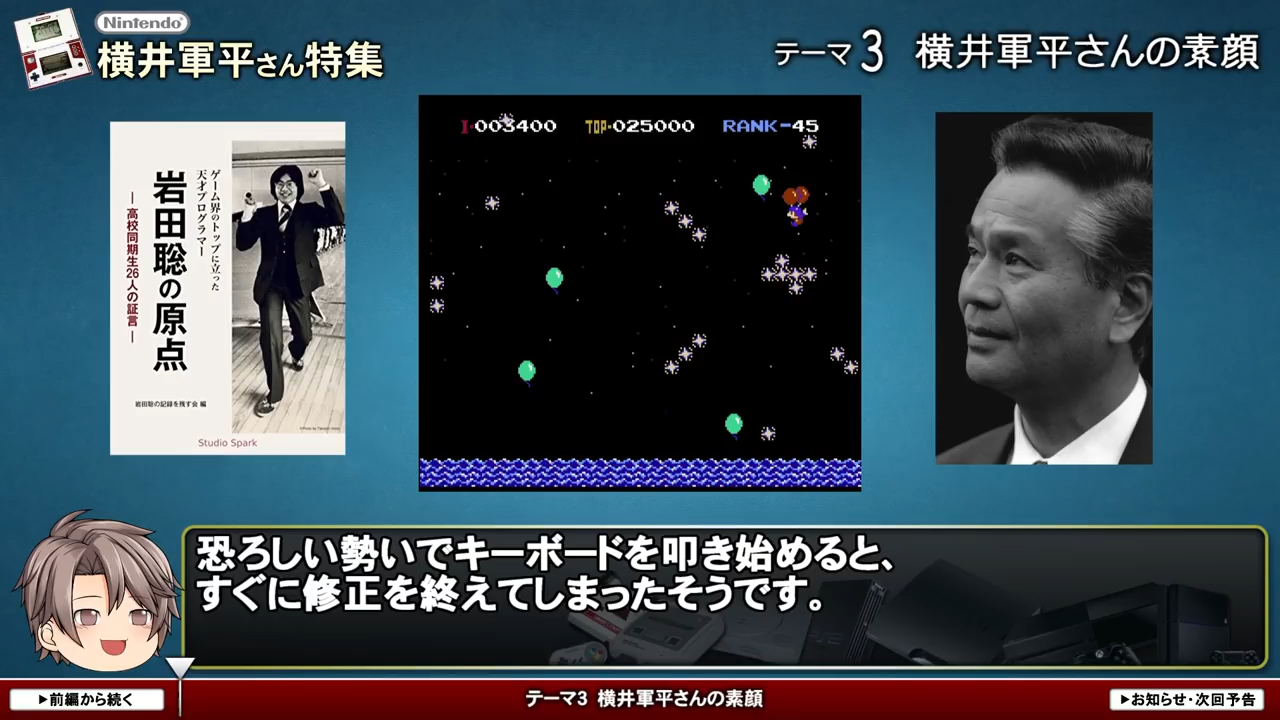 Nintendo
横井軍平さん特集
テーマ3 横井軍平さんの素顔
I-003400 TOP-025000 RANK-45
ゲーム界のトップに立った
天才プログラマー
岩田聡の原点
― 高校同期生26人の証言 ―
岩田聡の記録を残す会 編
Studio Spark
恐ろしい勢いでキーボードを叩き始めると、
すぐに修正を終えてしまったそうです。
▶前編から続く
テーマ3 横井軍平さんの素顔
▶お知らせ・次回予告